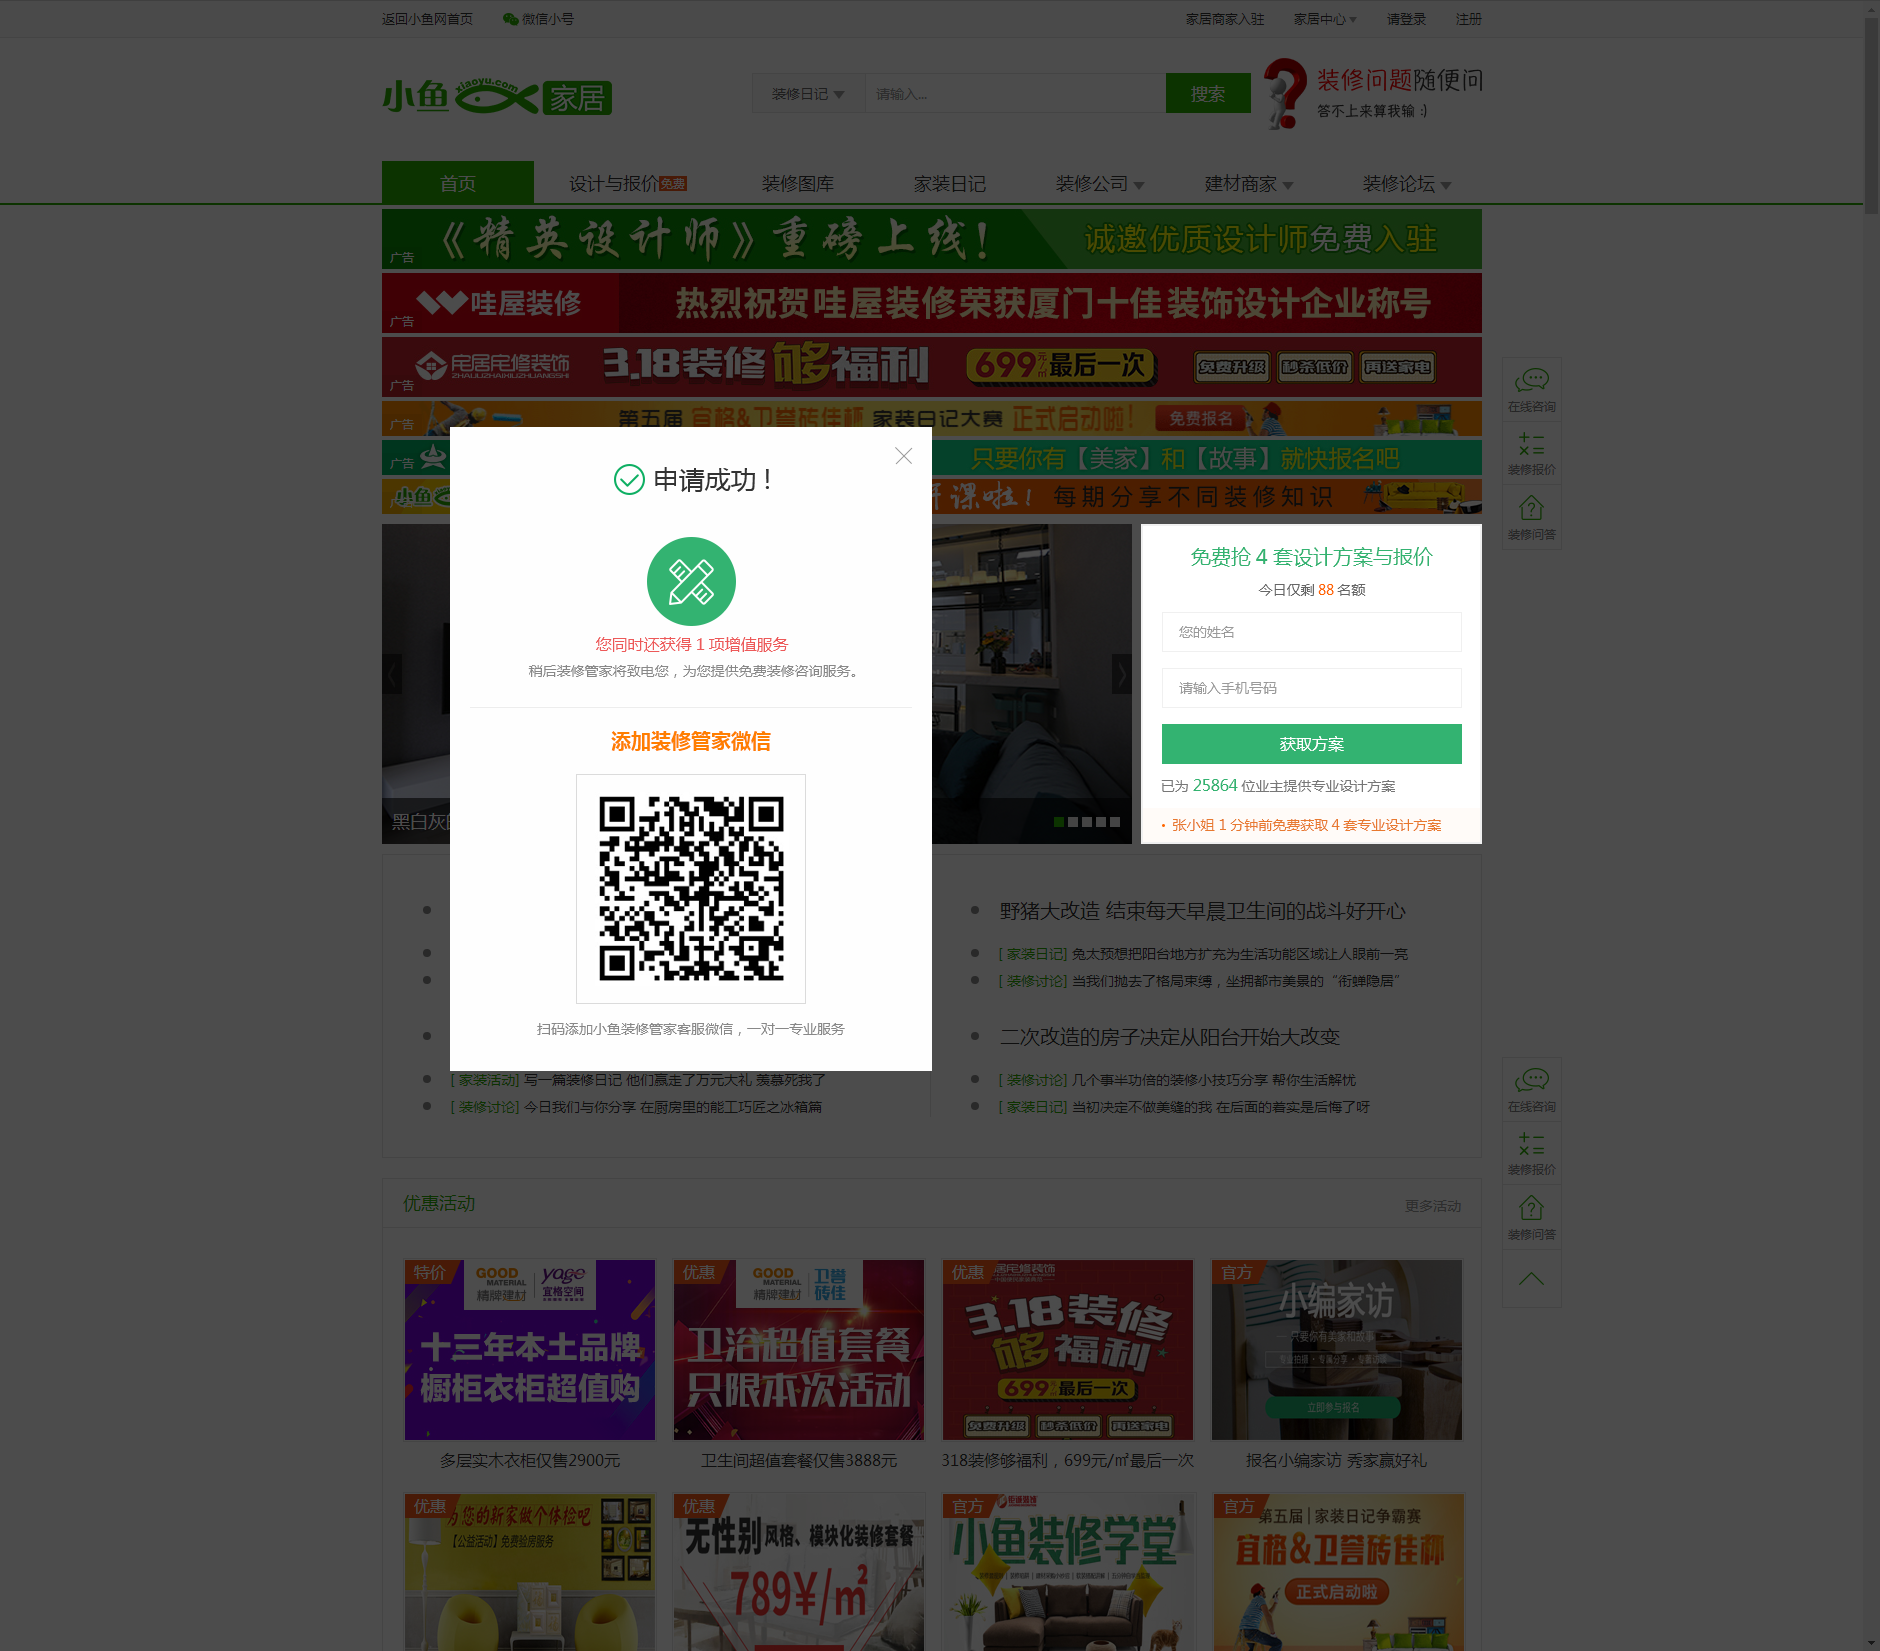 返回小鱼网首页
微信小号
家居商家入驻
家居中心
请登录
注册
小鱼
xiaoyu.com
家居
装修日记
请输入...
搜索
装修问题随便问
答不上来算我输 :)
首页
设计与报价免费
装修图库
家装日记
装修公司
建材商家
装修论坛
《精英设计师》重磅上线!
诚邀优质设计师免费入驻
广告
哇屋装修
热烈祝贺哇屋装修荣获厦门十佳装饰设计企业称号
广告
宅居宅修装饰
ZHAIJUZHAIXIUZHUANGSHI
3.18装修够福利
699元/㎡最后一次
免费升级
秒杀低价
再送家电
广告
第五届 宜格&卫誉砖佳杯 家装日记大赛 正式启动啦!
免费报名
广告
只要你有【美家】和【故事】就快报名吧
广告
小鱼
开课啦!
每期分享不同装修知识
在线咨询
装修报价
装修问答
申请成功!
您同时还获得 1 项增值服务
稍后装修管家将致电您,为您提供免费装修咨询服务。
添加装修管家微信
扫码添加小鱼装修管家客服微信,一对一专业服务
黑白灰
免费抢 4 套设计方案与报价
今日仅剩 88 名额
您的姓名
请输入手机号码
获取方案
已为 25864 位业主提供专业设计方案
· 张小姐 1 分钟前免费获取 4 套专业设计方案
野猪大改造 结束每天早晨卫生间的战斗好开心
[ 家装日记] 兔太预想把阳台地方扩充为生活功能区域让人眼前一亮
[ 装修讨论] 当我们抛去了格局束缚,坐拥都市美景的“衔蝉隐居”
二次改造的房子决定从阳台开始大改变
[ 家装活动] 写一篇装修日记 他们赢走了万元大礼 羡慕死我了
[ 装修讨论] 几个事半功倍的装修小技巧分享 帮你生活解忧
[ 装修讨论] 今日我们与你分享 在厨房里的能工巧匠之冰箱篇
[ 家装日记] 当初决定不做美缝的我 在后面的着实是后悔了呀
在线咨询
装修报价
装修问答
优惠活动
更多活动
特价
GOOD MATERIAL
精牌建材
yage
宜格空间
十三年本土品牌
橱柜衣柜超值购
多层实木衣柜仅售2900元
优惠
GOOD MATERIAL
精牌建材
卫誉砖佳
卫浴超值套餐
只限本次活动
卫生间超值套餐仅售3888元
优惠
居宅修装饰
3.18装修
够福利
699元/㎡最后一次
免费升级
秒杀低价
再送家电
318装修够福利,699元/㎡最后一次
官方
小编家访
只要你有美家和故事
立即参与报名
报名小编家访 秀家赢好礼
优惠
为您的新家做个体检吧
【公益活动】免费验房服务
优惠
无性别风格、模块化装修套餐
789¥/㎡
官方
小鱼装修学堂
官方
第五届|家装日记争霸赛
宜格&卫誉砖佳杯
正式启动啦